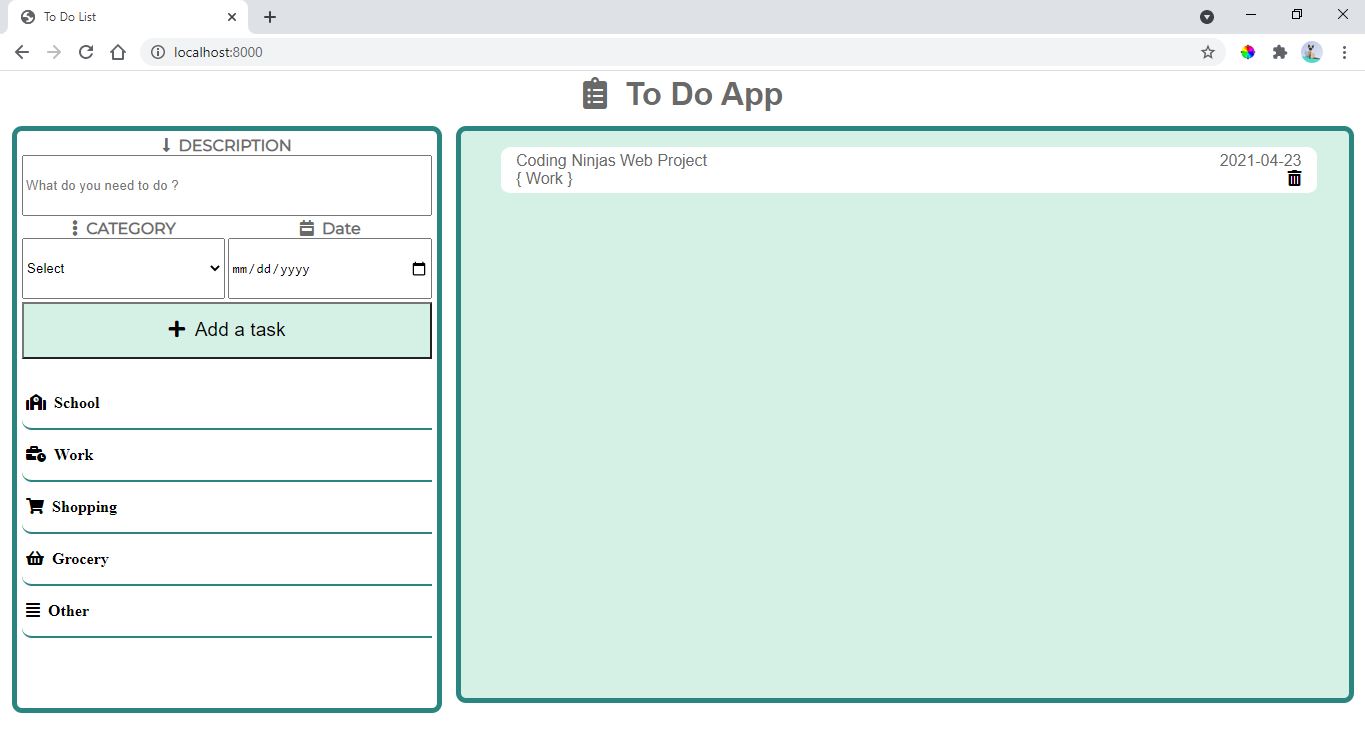 To Do List
localhost:8000
To Do App
DESCRIPTION
What do you need to do ?
CATEGORY
Date
Select
mm/dd/yyyy
Add a task
School
Work
Shopping
Grocery
Other
Coding Ninjas Web Project
2021-04-23
{ Work }